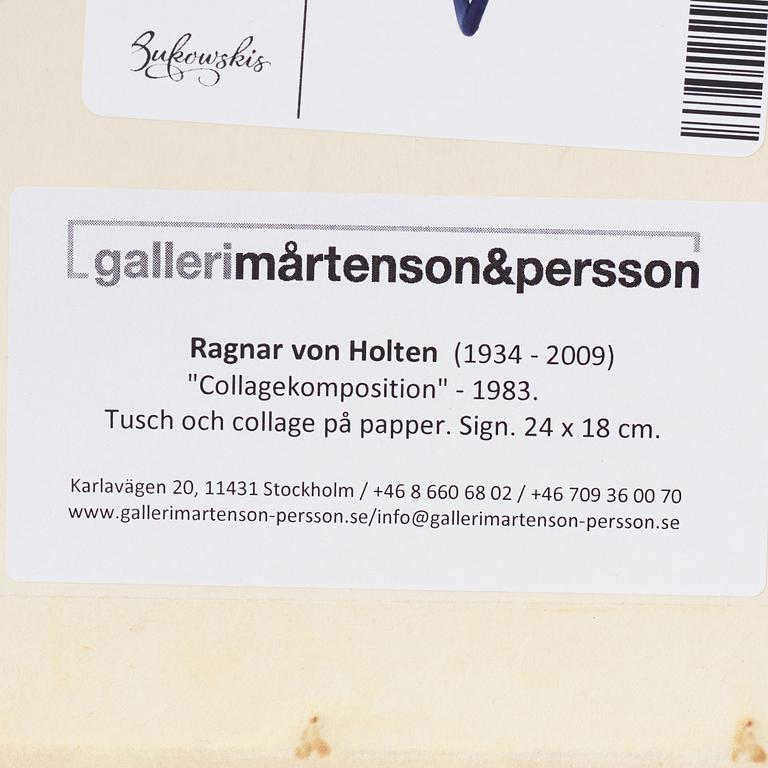 Bukowskis
gallerimårtenson&persson
Ragnar von Holten (1934 - 2009)
"Collagekomposition" - 1983.
Tusch och collage på papper. Sign. 24 x 18 cm.
Karlavägen 20, 11431 Stockholm / +46 8 660 68 02 / +46 709 36 00 70
www.gallerimartenson-persson.se/info@gallerimartenson-persson.se